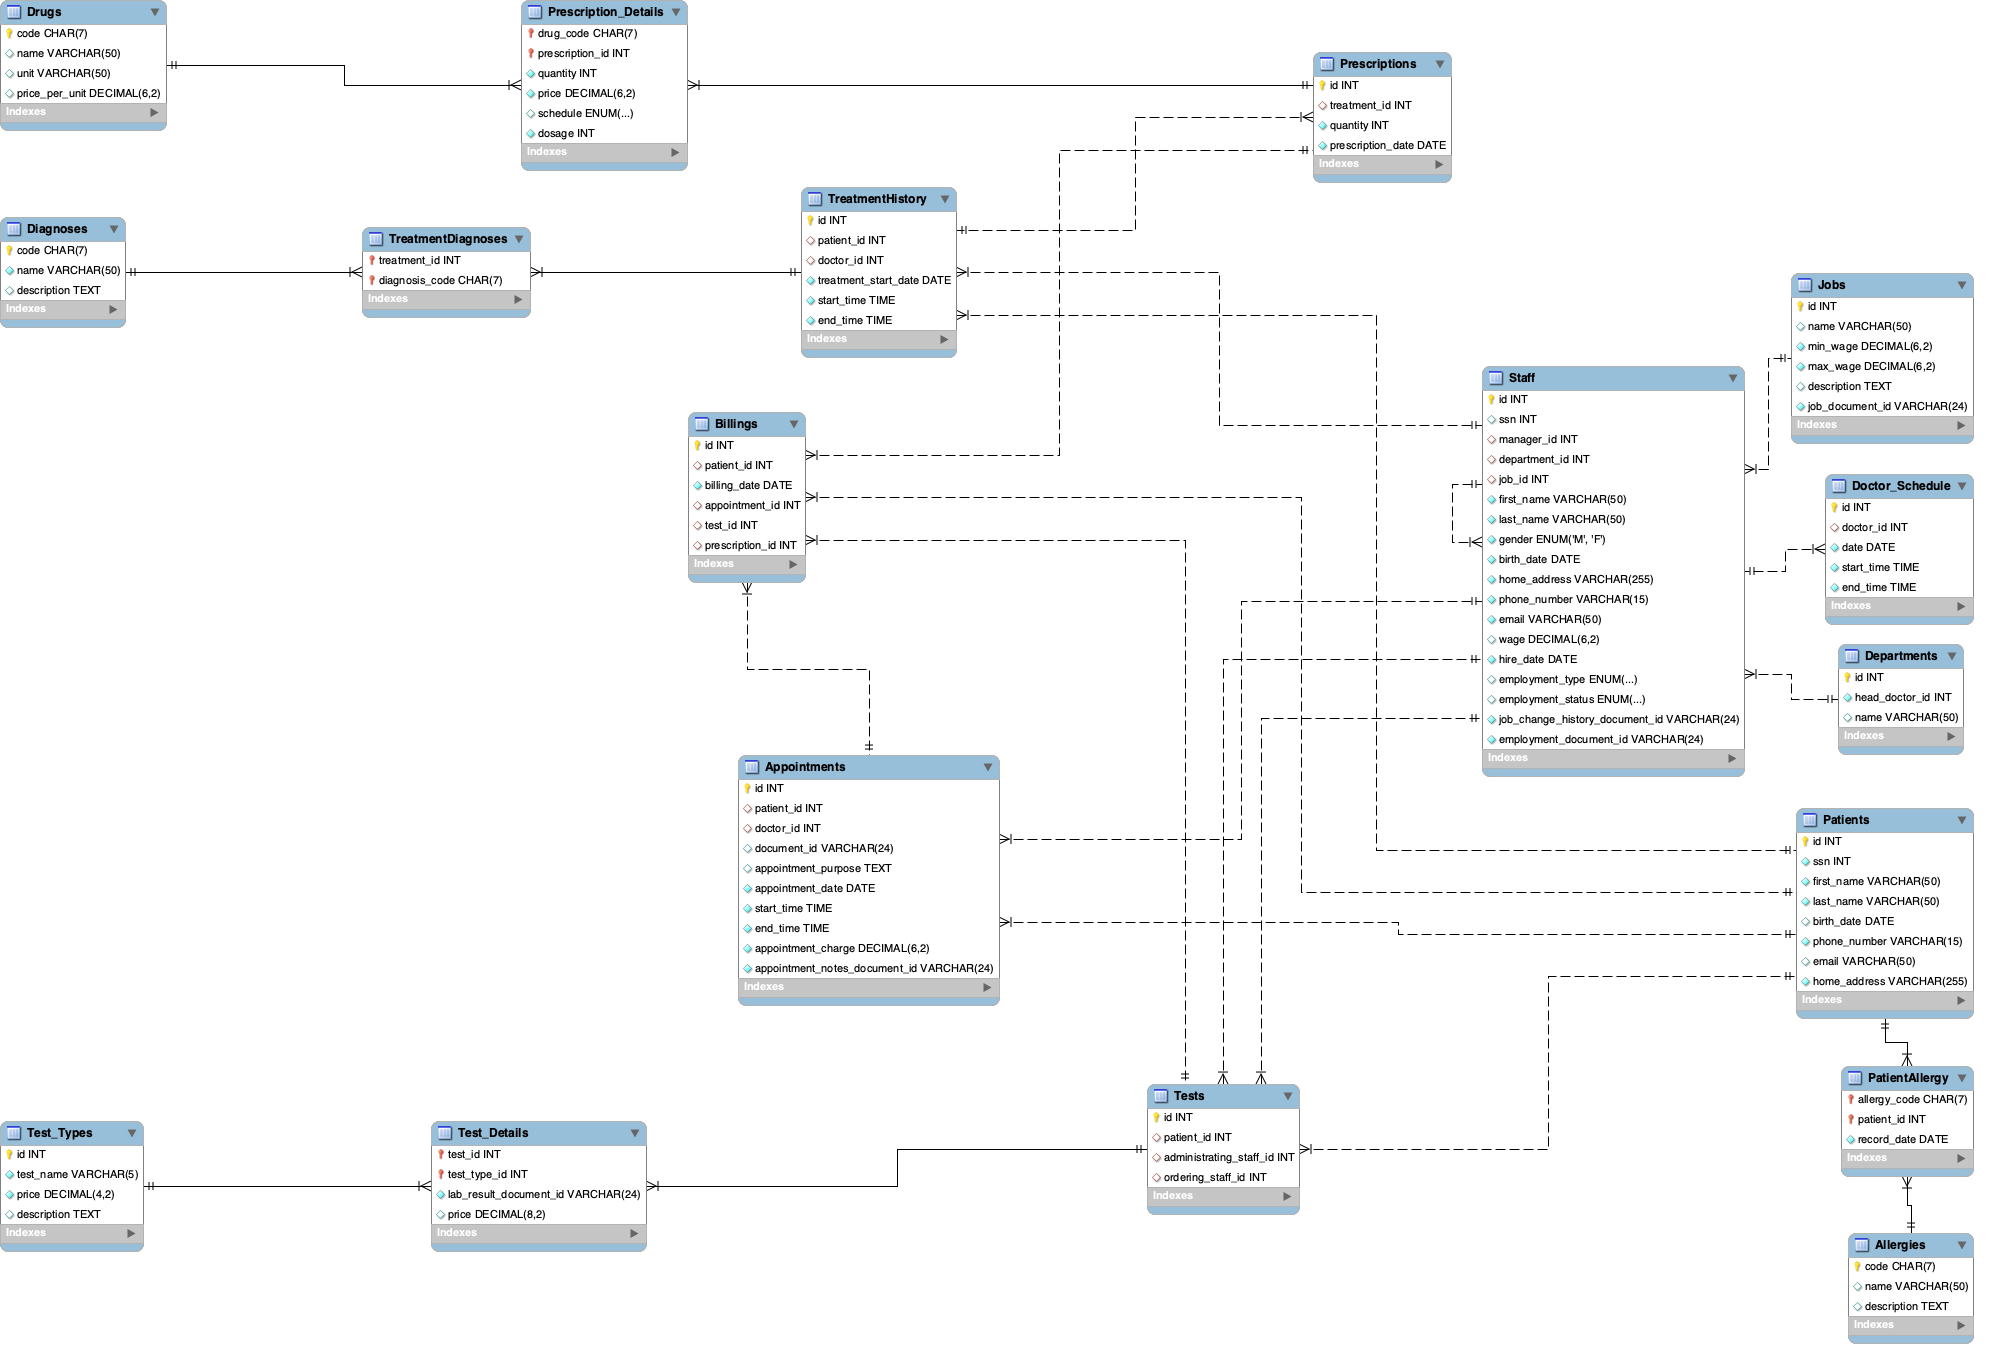 Drugs
code CHAR(7)
name VARCHAR(50)
unit VARCHAR(50)
price_per_unit DECIMAL(6,2)
Indexes
Prescription_Details
drug_code CHAR(7)
prescription_id INT
quantity INT
price DECIMAL(6,2)
schedule ENUM(...)
dosage INT
Indexes
Prescriptions
id INT
treatment_id INT
quantity INT
prescription_date DATE
Indexes
Diagnoses
code CHAR(7)
name VARCHAR(50)
description TEXT
Indexes
TreatmentDiagnoses
treatment_id INT
diagnosis_code CHAR(7)
Indexes
TreatmentHistory
id INT
patient_id INT
doctor_id INT
treatment_start_date DATE
start_time TIME
end_time TIME
Indexes
Jobs
id INT
name VARCHAR(50)
min_wage DECIMAL(6,2)
max_wage DECIMAL(6,2)
description TEXT
job_document_id VARCHAR(24)
Indexes
Staff
id INT
ssn INT
manager_id INT
department_id INT
job_id INT
first_name VARCHAR(50)
last_name VARCHAR(50)
gender ENUM('M', 'F')
birth_date DATE
home_address VARCHAR(255)
phone_number VARCHAR(15)
email VARCHAR(50)
wage DECIMAL(6,2)
hire_date DATE
employment_type ENUM(...)
employment_status ENUM(...)
job_change_history_document_id VARCHAR(24)
employment_document_id VARCHAR(24)
Indexes
Doctor_Schedule
id INT
doctor_id INT
date DATE
start_time TIME
end_time TIME
Indexes
Departments
id INT
head_doctor_id INT
name VARCHAR(50)
Indexes
Billings
id INT
patient_id INT
billing_date DATE
appointment_id INT
test_id INT
prescription_id INT
Indexes
Appointments
id INT
patient_id INT
doctor_id INT
document_id VARCHAR(24)
appointment_purpose TEXT
appointment_date DATE
start_time TIME
end_time TIME
appointment_charge DECIMAL(6,2)
appointment_notes_document_id VARCHAR(24)
Indexes
Patients
id INT
ssn INT
first_name VARCHAR(50)
last_name VARCHAR(50)
birth_date DATE
phone_number VARCHAR(15)
email VARCHAR(50)
home_address VARCHAR(255)
Indexes
PatientAllergy
allergy_code CHAR(7)
patient_id INT
record_date DATE
Indexes
Test_Types
id INT
test_name VARCHAR(5)
price DECIMAL(4,2)
description TEXT
Indexes
Test_Details
test_id INT
test_type_id INT
lab_result_document_id VARCHAR(24)
price DECIMAL(8,2)
Indexes
Tests
id INT
patient_id INT
administrating_staff_id INT
ordering_staff_id INT
Indexes
Allergies
code CHAR(7)
name VARCHAR(50)
description TEXT
Indexes